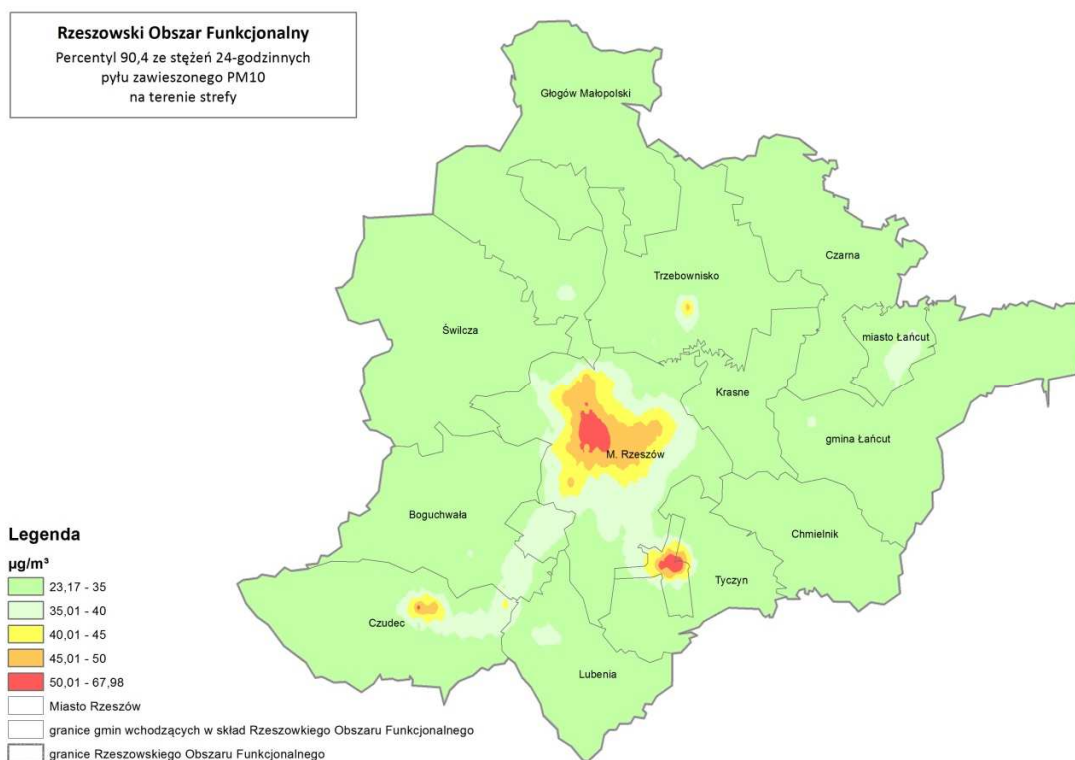 Rzeszowski Obszar Funkcjonalny
Percentyl 90,4 ze stężeń 24-godzinnych
pyłu zawieszonego PM10
na terenie strefy
Głogów Małopolski
Czarna
Trzebownisko
Świlcza
miasto Łańcut
Krasne
gmina Łańcut
M. Rzeszów
Boguchwała
Chmielnik
Tyczyn
Czudec
Lubenia
Legenda
µg/m³
23,17 - 35
35,01 - 40
40,01 - 45
45,01 - 50
50,01 - 67,98
Miasto Rzeszów
granice gmin wchodzących w skład Rzeszowkiego Obszaru Funkcjonalnego
granice Rzeszowskiego Obszaru Funkcjonalnego